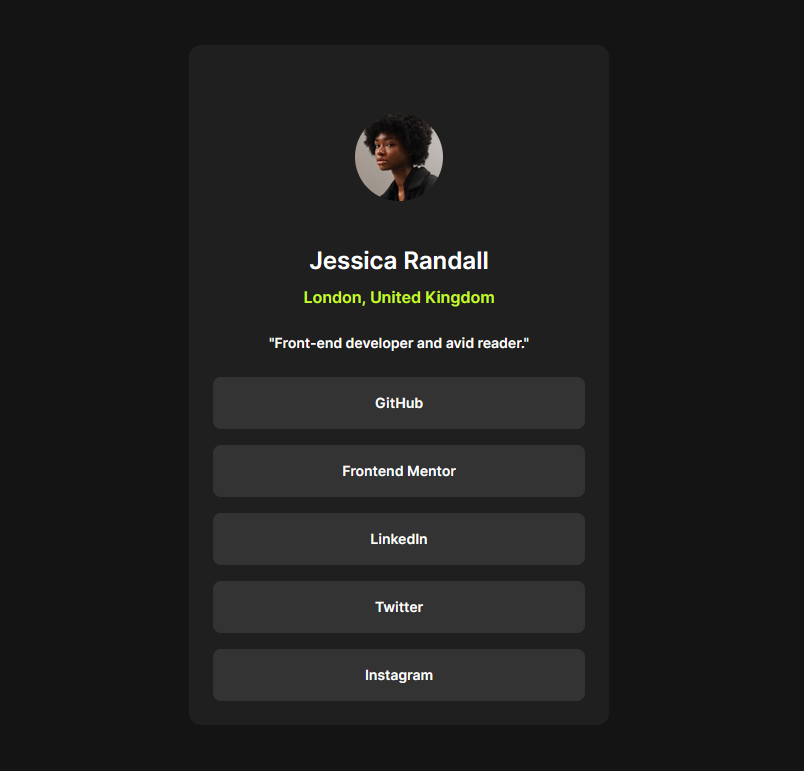 Jessica Randall
London, United Kingdom
"Front-end developer and avid reader."
GitHub
Frontend Mentor
LinkedIn
Twitter
Instagram